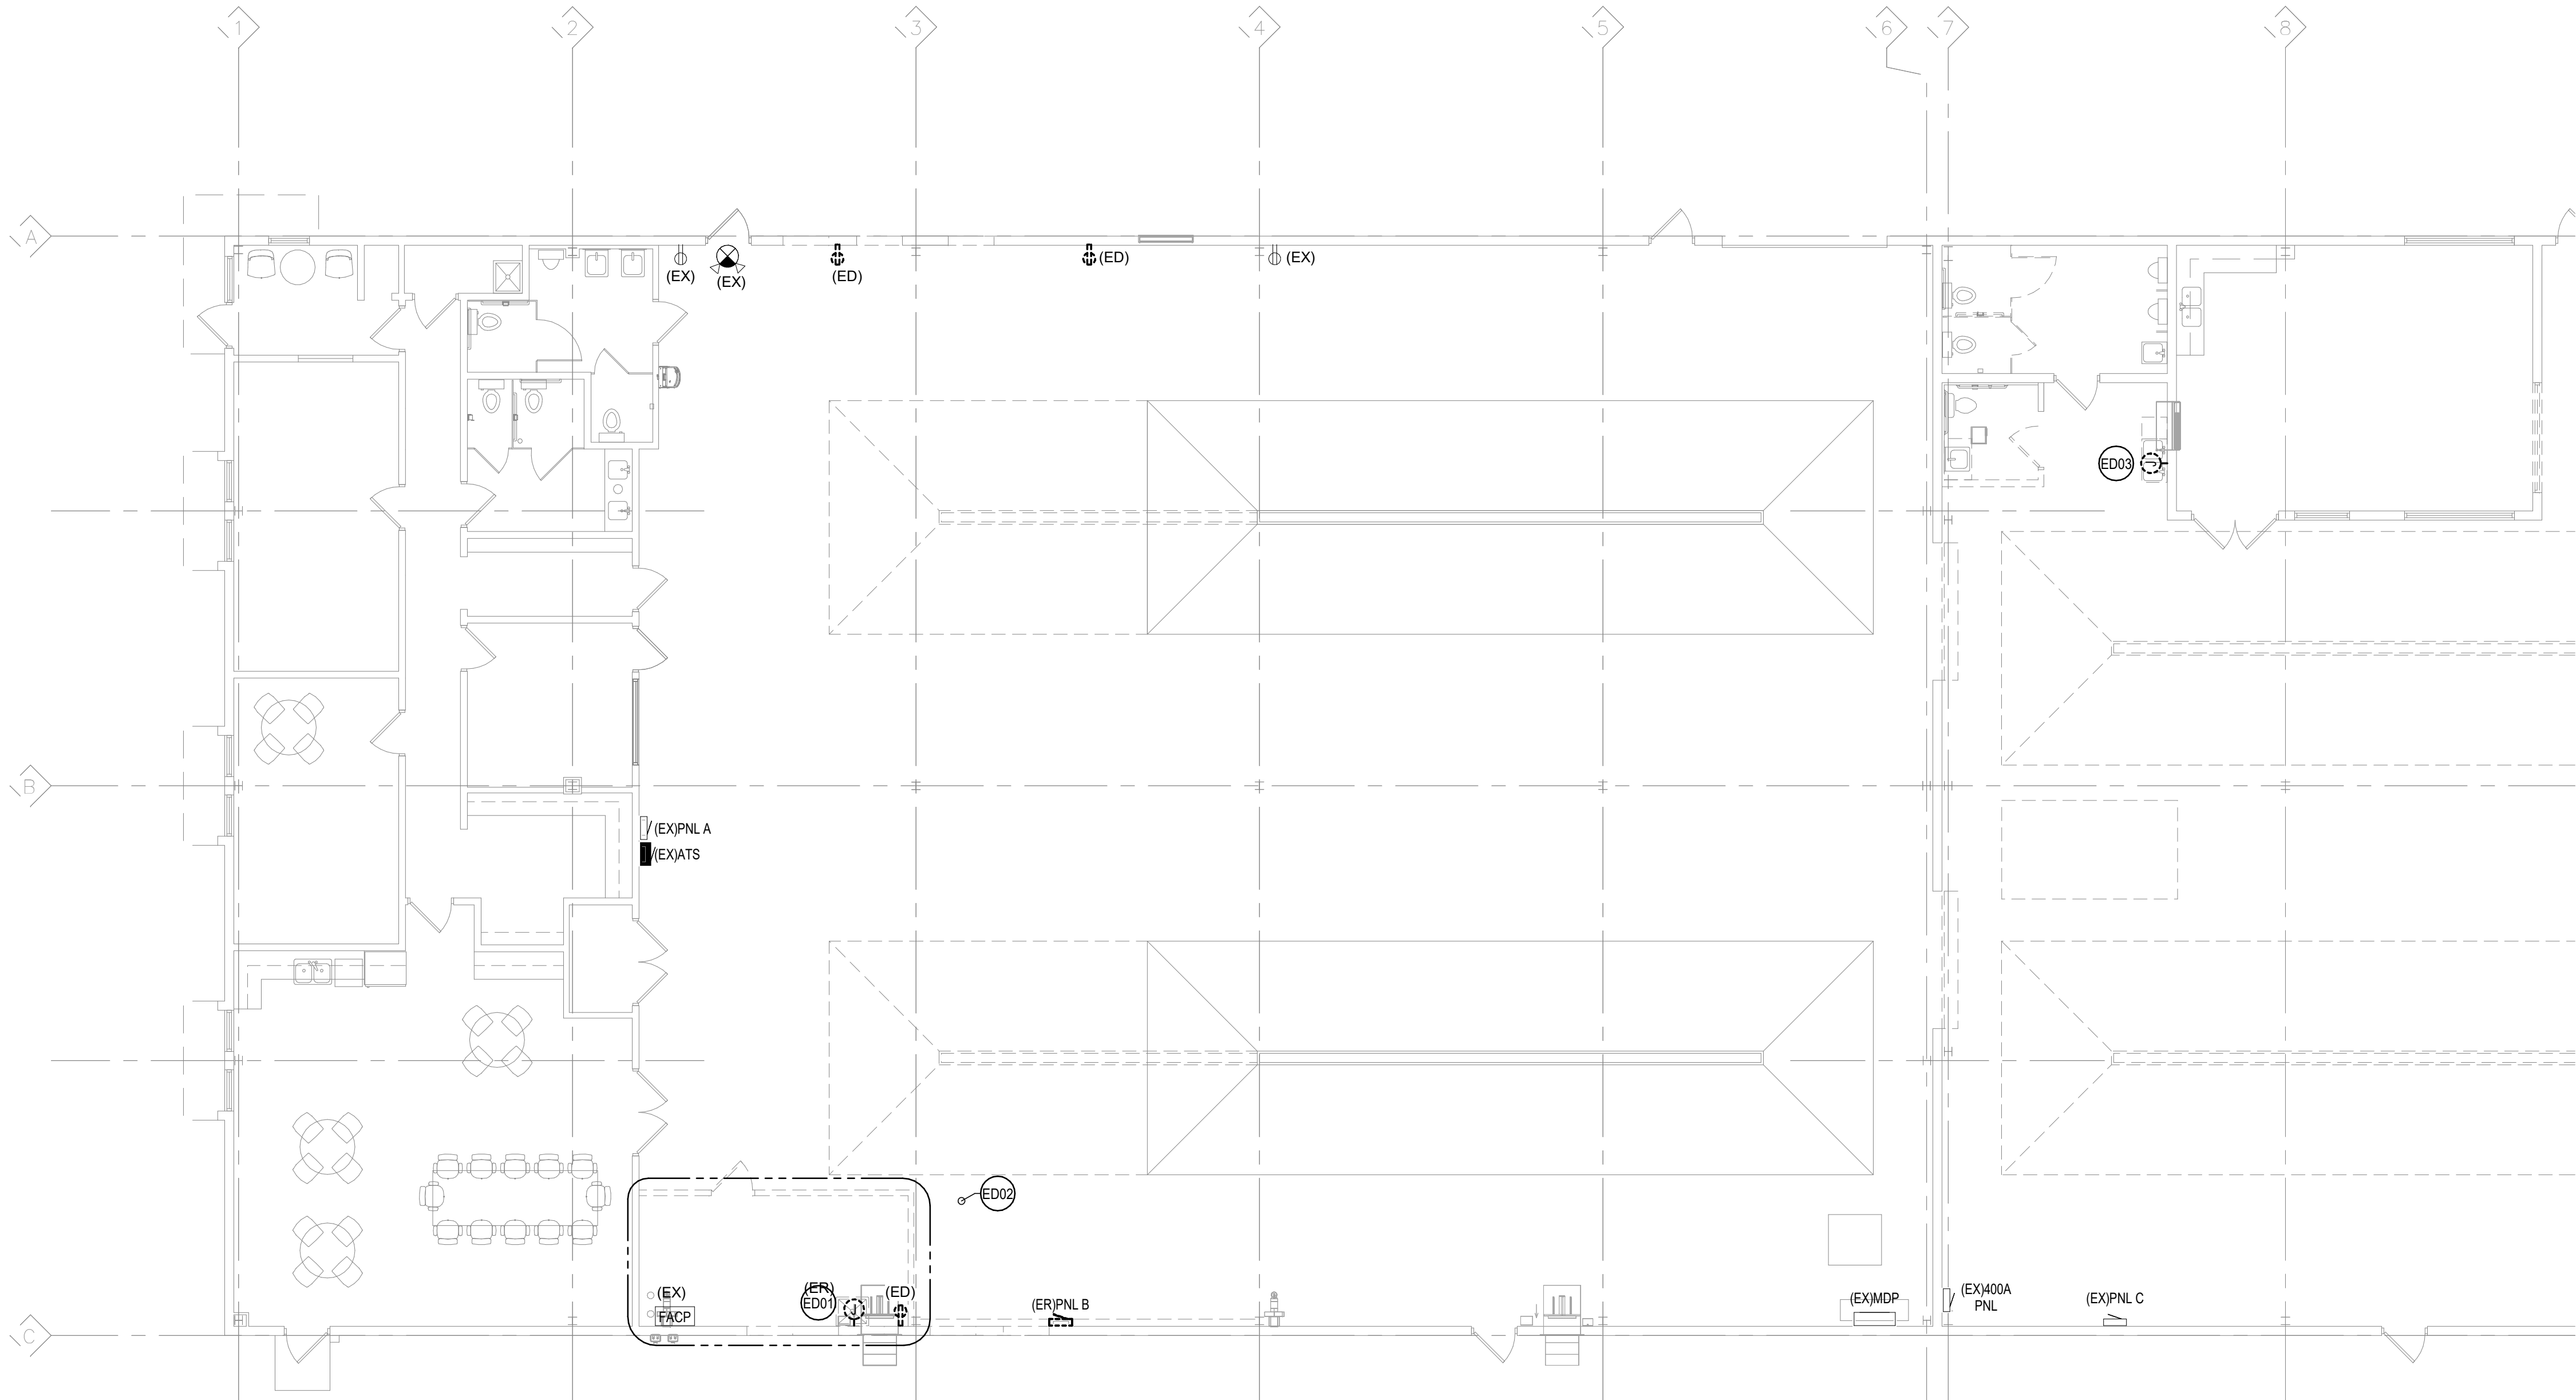 1
2
3
4
5
6
7
8
A
(EX)
(EX)
(ED)
(ED)
(EX)
ED03
J
B
(EX)PNL A
(EX)ATS
ED02
(EX)
FACP
(ER)
ED01
J
(ED)
(ER)PNL B
(EX)MDP
(EX)400A
PNL
(EX)PNL C
C